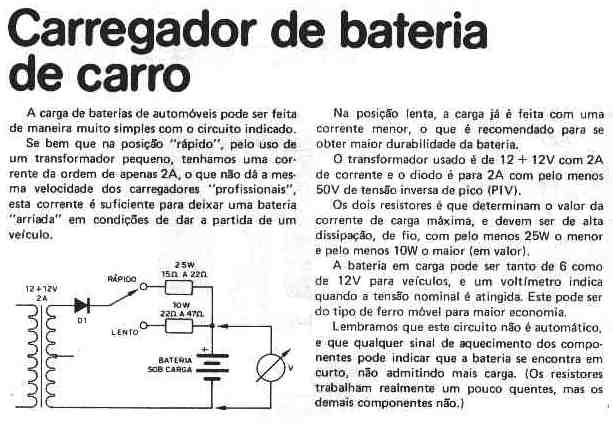 Carregador de bateria
de carro
A carga de baterias de automóveis pode ser feita
de maneira muito simples com o circuito indicado.
Se bem que na posição "rápido", pelo uso de
um transformador pequeno, tenhamos uma cor-
rente da ordem de apenas 2A, o que não dá a mes-
ma velocidade dos carregadores "profissionais",
esta corrente é suficiente para deixar uma bateria
"arriada" em condições de dar a partida de um
veículo.
12+12V
2A
D1
RÁPIDO
LENTO
25W
15Ω A 22Ω
10W
22Ω A 47Ω
+
BATERIA
SOB CARGA
V
Na posição lenta, a carga já é feita com uma
corrente menor, o que é recomendado para se
obter maior durabilidade da bateria.
O transformador usado é de 12 + 12V com 2A
de corrente e o diodo é para 2A com pelo menos
50V de tensão inversa de pico (PIV).
Os dois resistores é que determinam o valor da
corrente de carga máxima, e devem ser de alta
dissipação, de fio, com pelo menos 25W o menor
e pelo menos 10W o maior (em valor).
A bateria em carga pode ser tanto de 6 como
de 12V para veículos, e um voltímetro indica
quando a tensão nominal é atingida. Este pode ser
do tipo de ferro móvel para maior economia.
Lembramos que este circuito não é automático,
e que qualquer sinal de aquecimento dos compo-
nentes pode indicar que a bateria se encontra em
curto, não admitindo mais carga. (Os resistores
trabalham realmente um pouco quentes, mas os
demais componentes não.)